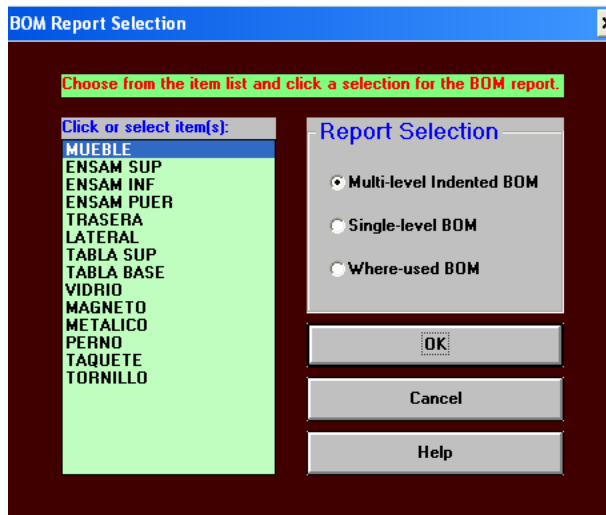 BOM Report Selection
Choose from the item list and click a selection for the BOM report.
Click or select item(s):
MUEBLE
ENSAM SUP
ENSAM INF
ENSAM PUER
TRASERA
LATERAL
TABLA SUP
TABLA BASE
VIDRIO
MAGNETO
METALICO
PERNO
TAQUETE
TORNILLO
Report Selection
Multi-level Indented BOM
Single-level BOM
Where-used BOM
OK
Cancel
Help